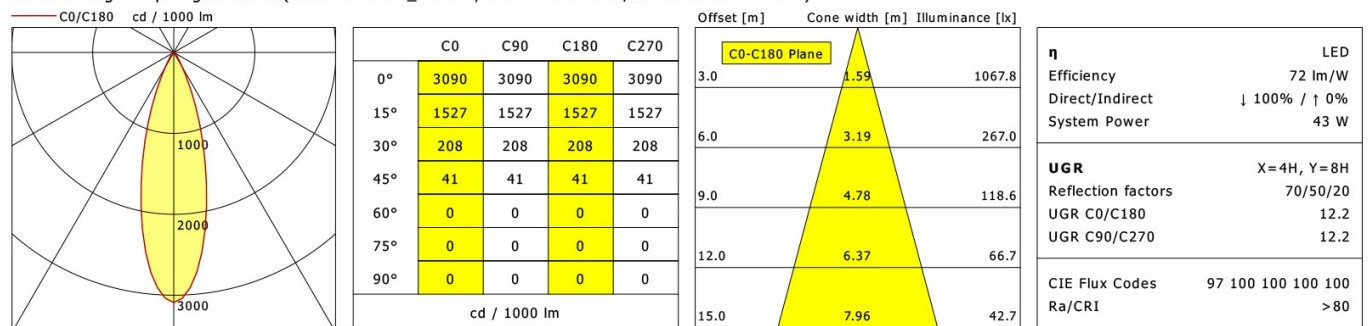 C0/C180 cd / 1000 lm
1000
2000
3000
C0 C90 C180 C270
0° 3090 3090 3090 3090
15° 1527 1527 1527 1527
30° 208 208 208 208
45° 41 41 41 41
60° 0 0 0 0
75° 0 0 0 0
90° 0 0 0 0
cd / 1000 lm
Offset [m] Cone width [m] Illuminance [lx]
C0-C180 Plane
3.0 1.59 1067.8
6.0 3.19 267.0
9.0 4.78 118.6
12.0 6.37 66.7
15.0 7.96 42.7
η LED
Efficiency 72 lm/W
Direct/Indirect ↓ 100% / ↑ 0%
System Power 43 W
UGR X=4H, Y=8H
Reflection factors 70/50/20
UGR C0/C180 12.2
UGR C90/C270 12.2
CIE Flux Codes 97 100 100 100 100
Ra/CRI >80